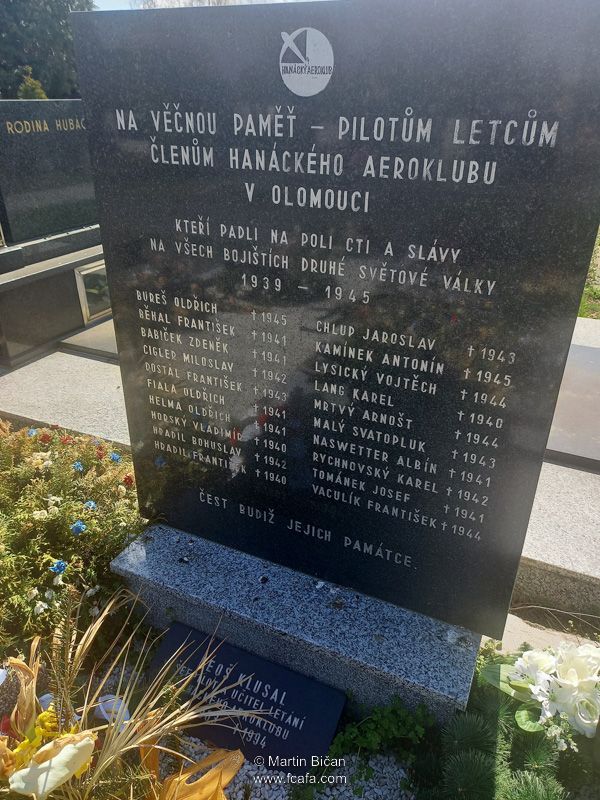 HANÁCKÝ AEROKLUB
RODINA HUBAČ
NA VĚČNOU PAMĚŤ – PILOTŮM LETCŮM
ČLENŮM HANÁCKÉHO AEROKLUBU
V OLOMOUCI
KTEŘÍ PADLI NA POLI CTI A SLÁVY
NA VŠECH BOJIŠTÍCH DRUHÉ SVĚTOVÉ VÁLKY
1939 – 1945
BUREŠ OLDŘICH †1945
BĚHAL FRANTIŠEK †1941
BABÍČEK ZDENĚK †1941
CIGLER MILOSLAV †1942
DOSTÁL FRANTIŠEK †1943
FIALA OLDŘICH †1941
HELMA OLDŘICH †1941
HORSKÝ VLADIMÍR †1940
HRADIL BOHUSLAV †1942
HRADIL FRANTIŠEK †1940
CHLUP JAROSLAV †1943
KAMÍNEK ANTONÍN †1945
LYSICKÝ VOJTĚCH †1944
LANG KAREL †1940
MRTVÝ ARNOŠT †1944
MALÝ SVATOPLUK †1943
NASWETTER ALBÍN †1941
RYCHNOVSKÝ KAREL †1942
TOMÁNEK JOSEF †1941
VACULÍK FRANTIŠEK †1944
ČEST BUDIŽ JEJICH PAMÁTCE.
LEOŠ KLUSAL
UČITEL LÉTÁNÍ
AEROKLUBU
†1994
© Martin Bičan
www.fcafa.com